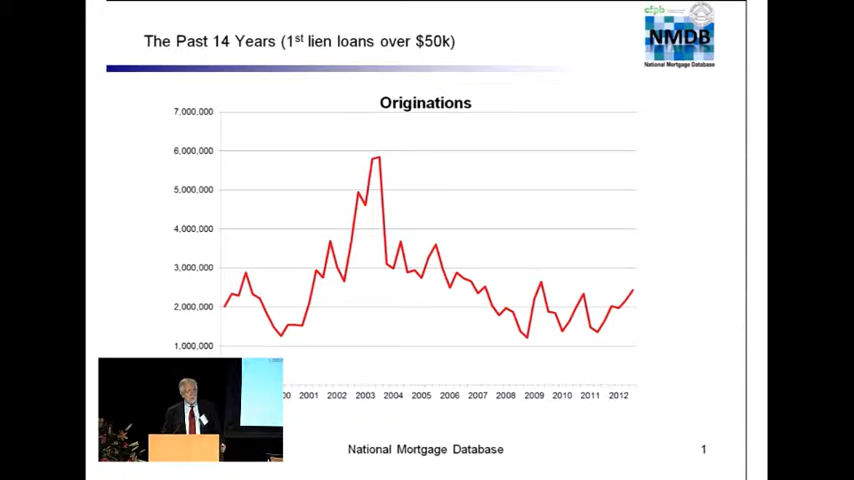 The Past 14 Years (1st lien loans over $50k)
cfpb
NMDB
National Mortgage Database
Originations
7,000,000
6,000,000
5,000,000
4,000,000
3,000,000
2,000,000
1,000,000
00 2001 2002 2003 2004 2005 2006 2007 2008 2009 2010 2011 2012
National Mortgage Database 1